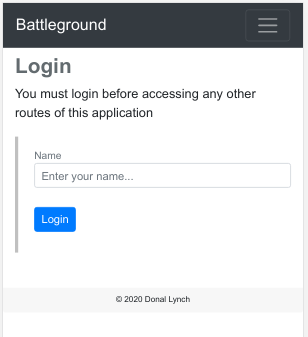 Battleground
Login
You must login before accessing any other
routes of this application
Name
Enter your name...
Login
© 2020 Donal Lynch